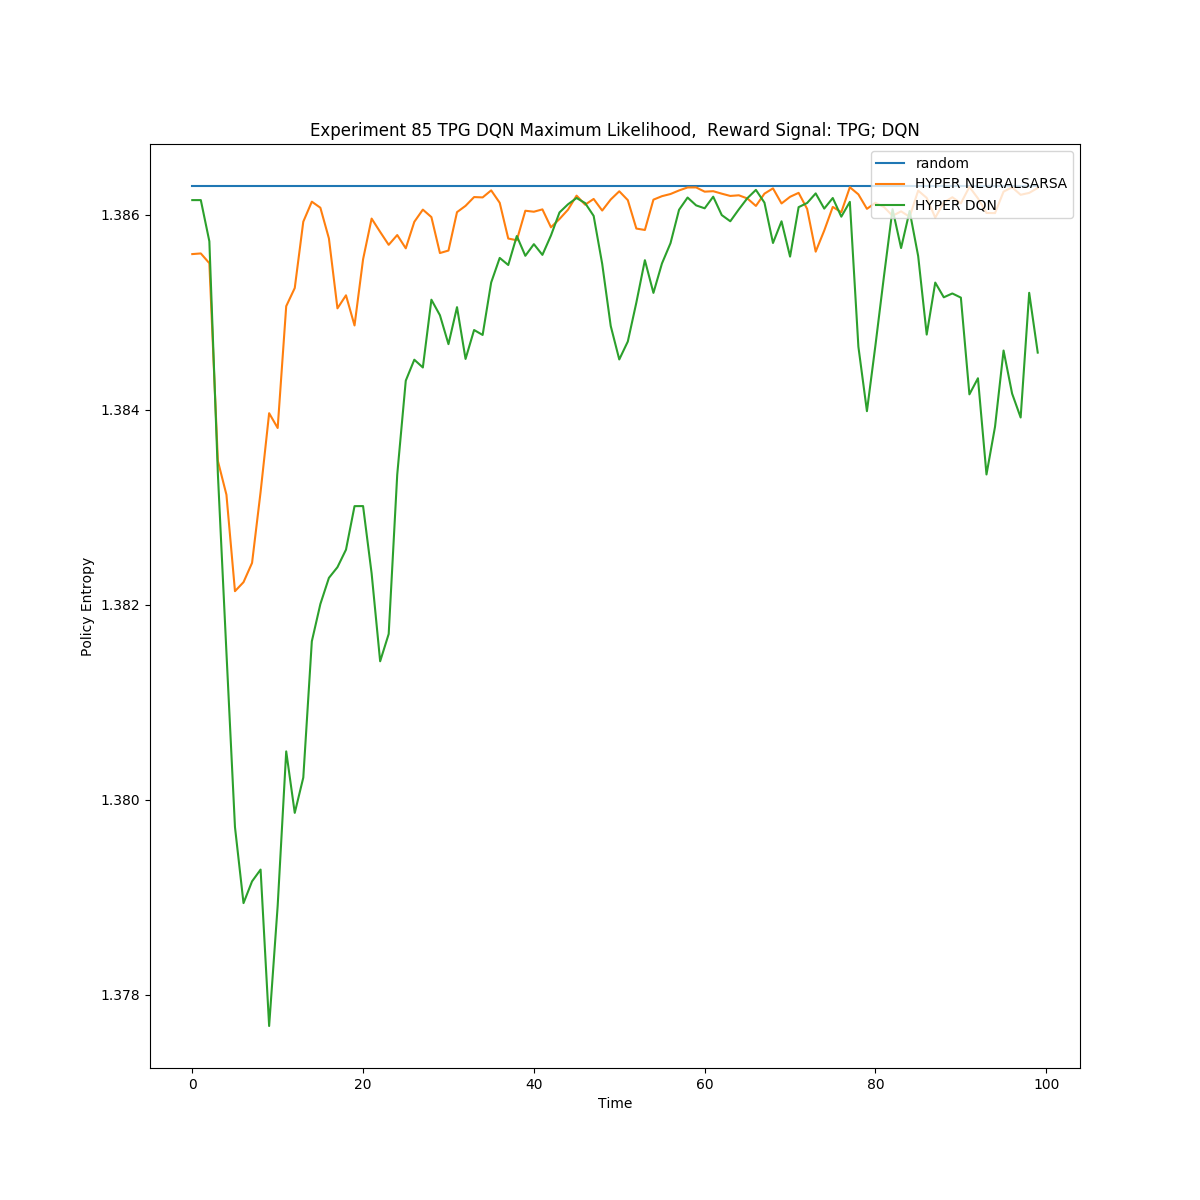 Experiment 85 TPG DQN Maximum Likelihood,  Reward Signal: TPG; DQN
random
HYPER NEURALSARSA
HYPER DQN
1.386
1.384
1.382
1.380
1.378
Policy Entropy
0
20
40
60
80
100
Time